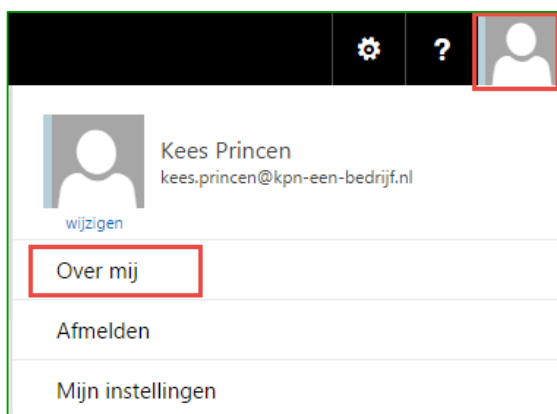 ?
Kees Princen
kees.princen@kpn-een-bedrijf.nl
wijzigen
Over mij
Afmelden
Mijn instellingen